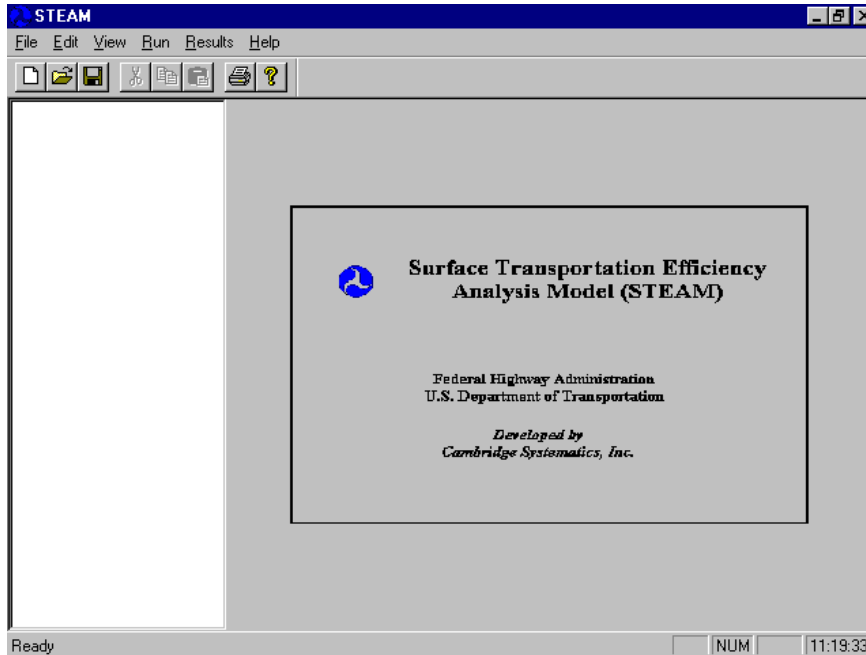 STEAM
File Edit View Run Results Help
Surface Transportation Efficiency
Analysis Model (STEAM)
Federal Highway Administration
U.S. Department of Transportation
Developed by
Cambridge Systematics, Inc.
Ready NUM 11:19:33